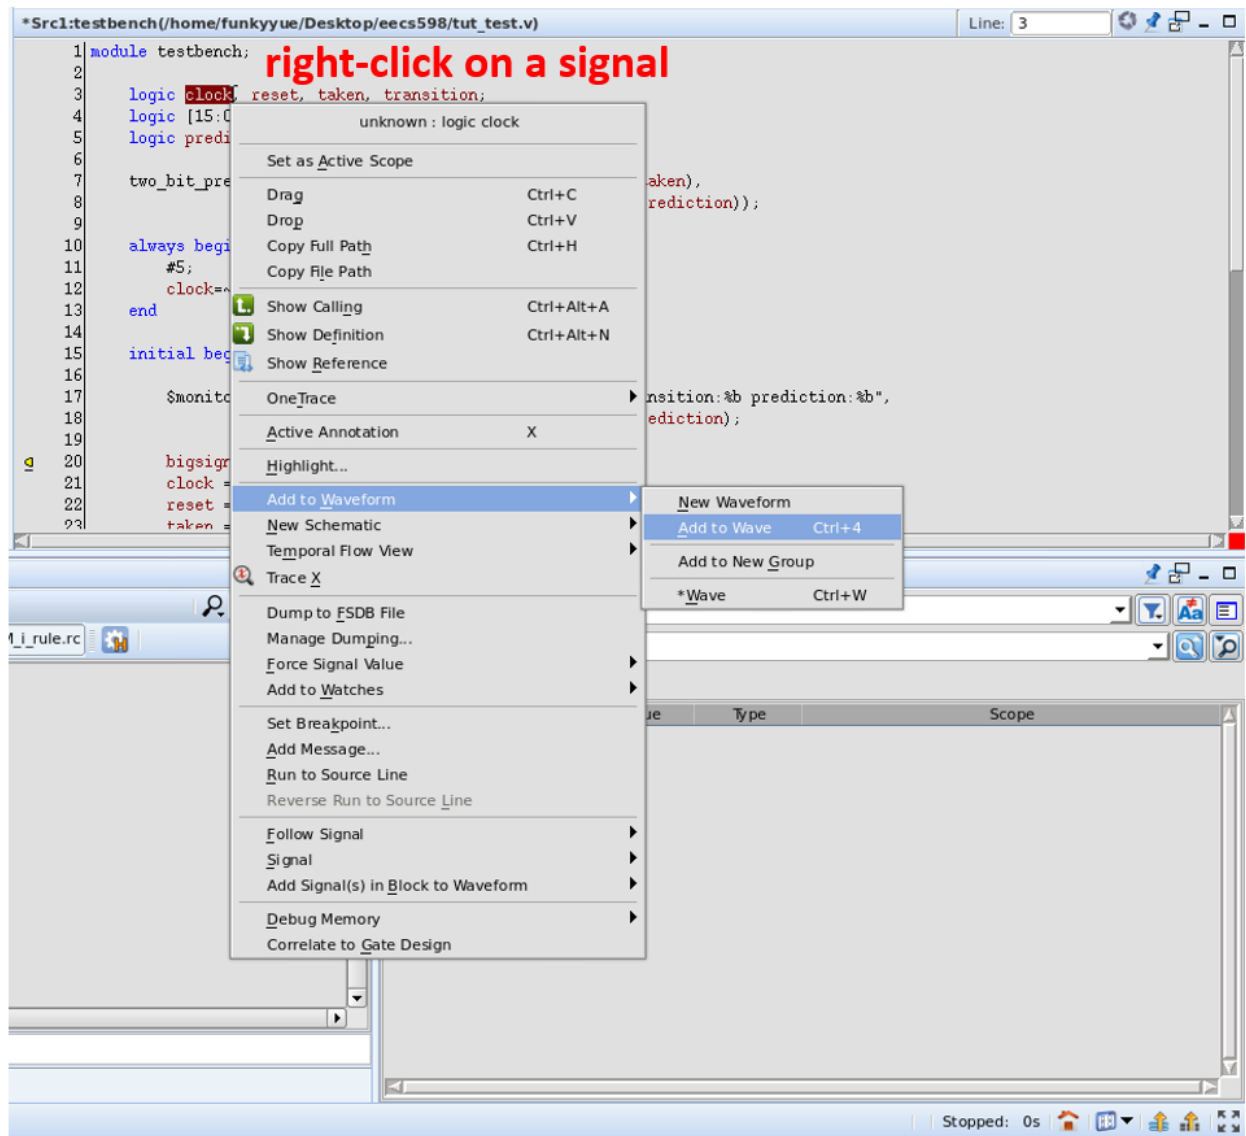 *Src1:testbench(/home/funkyyue/Desktop/eecs598/tut_test.v)
Line: 3
right-click on a signal
1 module testbench;
2
3 logic clock, reset, taken, transition;
4 logic [15:0
5 logic predi
6
7 two_bit_pre taken),
8 rediction));
9
10 always begi
11 #5;
12 clock=~
13 end
14
15 initial beg
16
17 $monito nsition:%b prediction:%b",
18 ediction);
19
20 bigsign
21 clock =
22 reset =
23 taken =
unknown : logic clock
Set as Active Scope
Drag Ctrl+C
Drop Ctrl+V
Copy Full Path Ctrl+H
Copy File Path
Show Calling Ctrl+Alt+A
Show Definition Ctrl+Alt+N
Show Reference
OneTrace
Active Annotation X
Highlight...
Add to Waveform
New Schematic
Temporal Flow View
Trace X
Dump to FSDB File
Manage Dumping...
Force Signal Value
Add to Watches
Set Breakpoint...
Add Message...
Run to Source Line
Reverse Run to Source Line
Follow Signal
Signal
Add Signal(s) in Block to Waveform
Debug Memory
Correlate to Gate Design
New Waveform
Add to Wave Ctrl+4
Add to New Group
*Wave Ctrl+W
M_i_rule.rc
ue Type Scope
Stopped: 0s